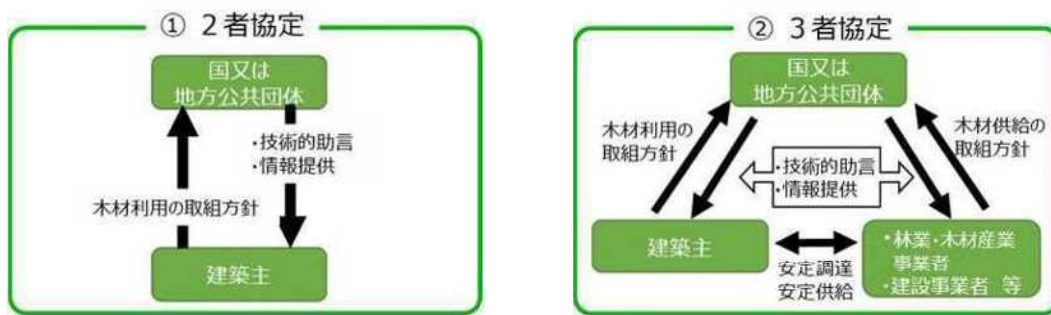 ① 2者協定
国又は
地方公共団体
・技術的助言
・情報提供
木材利用の取組方針
建築主
② 3者協定
国又は
地方公共団体
木材利用の
取組方針
木材供給の
取組方針
・技術的助言
・情報提供
建築主
安定調達
安定供給
・林業・木材産業
事業者
・建設事業者 等